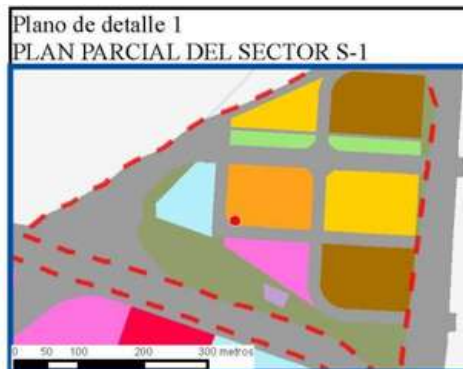 Plano de detalle 1
PLAN PARCIAL DEL SECTOR S-1
0 50 100 200 300 metros